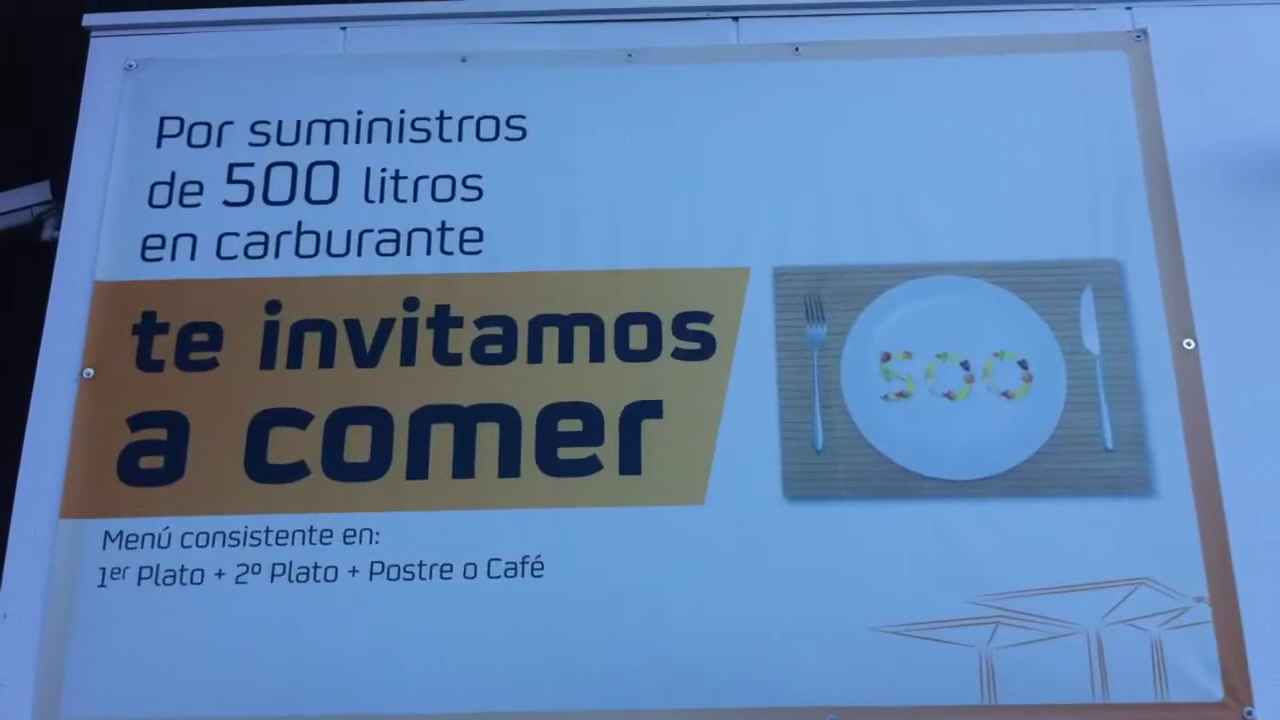 Por suministros
de 500 litros
en carburante
te invitamos
a comer
500
Menú consistente en:
1er Plato + 2º Plato + Postre o Café